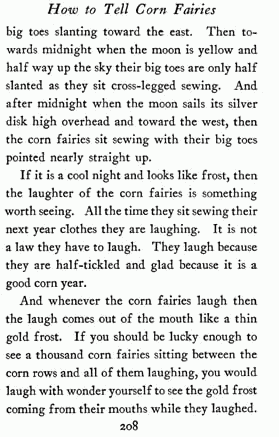 How to Tell Corn Fairies
big toes slanting toward the east. Then to-
wards midnight when the moon is yellow and
half way up the sky their big toes are only half
slanted as they sit cross-legged sewing. And
after midnight when the moon sails its silver
disk high overhead and toward the west, then
the corn fairies sit sewing with their big toes
pointed nearly straight up.
If it is a cool night and looks like frost, then
the laughter of the corn fairies is something
worth seeing. All the time they sit sewing their
next year clothes they are laughing. It is not
a law they have to laugh. They laugh because
they are half-tickled and glad because it is a
good corn year.
And whenever the corn fairies laugh then
the laugh comes out of the mouth like a thin
gold frost. If you should be lucky enough to
see a thousand corn fairies sitting between the
corn rows and all of them laughing, you would
laugh with wonder yourself to see the gold frost
coming from their mouths while they laughed.
208